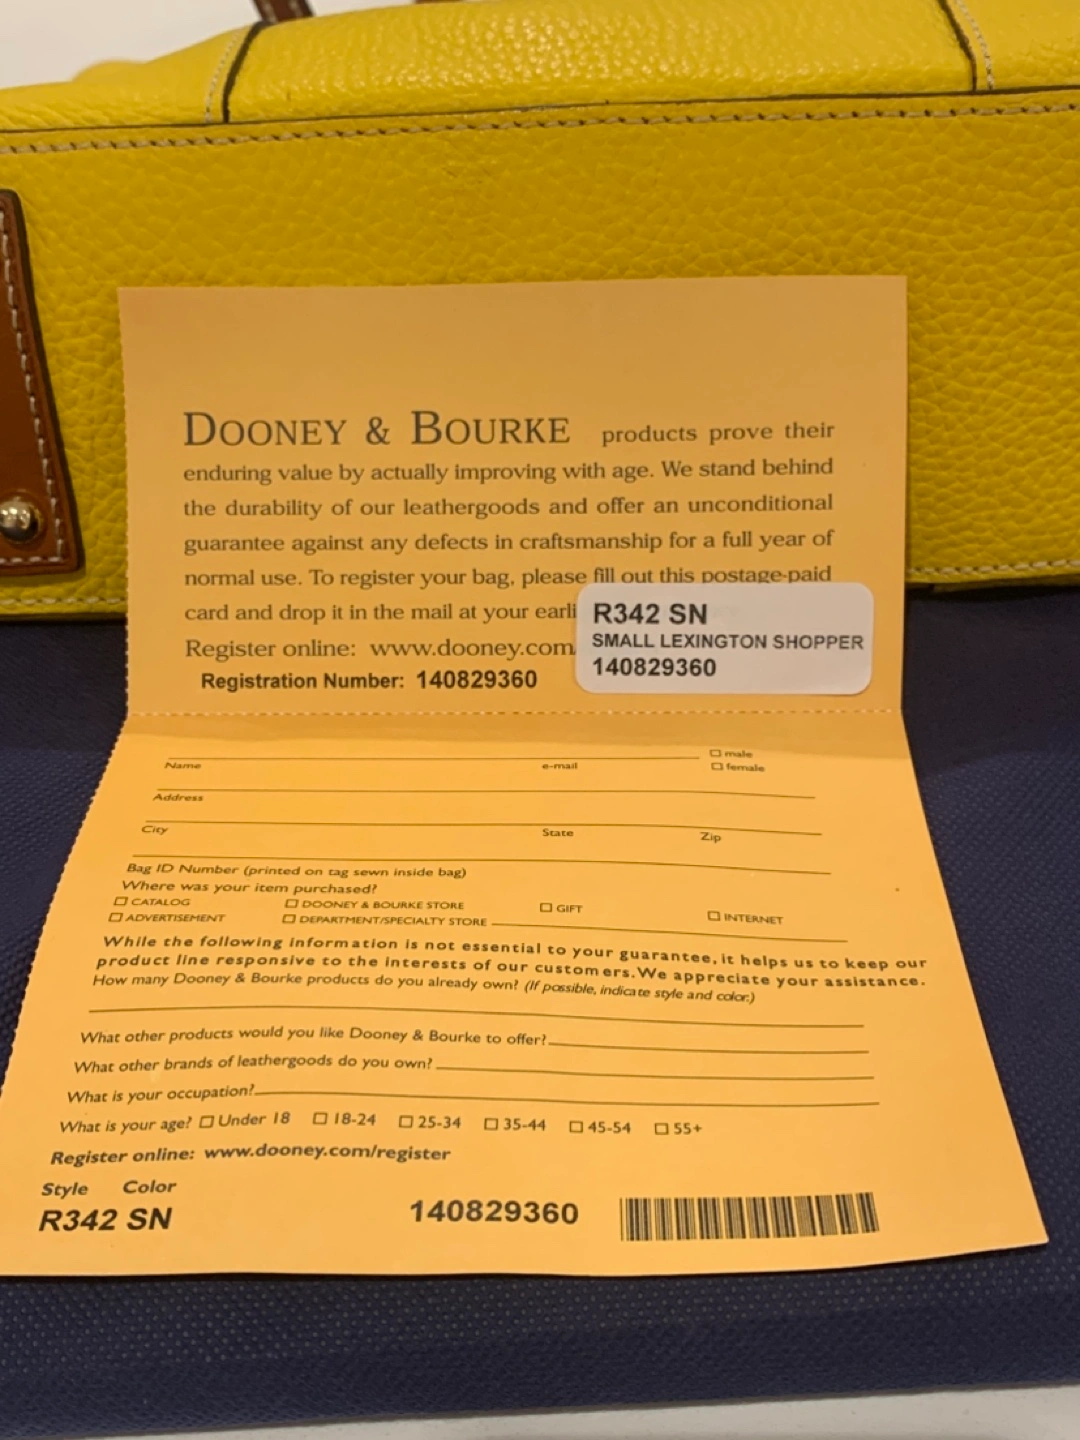 DOONEY & BOURKE products prove their
enduring value by actually improving with age. We stand behind
the durability of our leathergoods and offer an unconditional
guarantee against any defects in craftsmanship for a full year of
normal use. To register your bag, please fill out this postage-paid
card and drop it in the mail at your earli
Register online: www.dooney.com
Registration Number: 140829360
R342 SN
SMALL LEXINGTON SHOPPER
140829360
Name e-mail
☐ male
☐ female
Address
City State Zip
Bag ID Number (printed on tag sewn inside bag)
Where was your item purchased?
☐ CATALOG ☐ DOONEY & BOURKE STORE ☐ GIFT ☐ INTERNET
☐ ADVERTISEMENT ☐ DEPARTMENT/SPECIALTY STORE
While the following information is not essential to your guarantee, it helps us to keep our
product line responsive to the interests of our customers. We appreciate your assistance.
How many Dooney & Bourke products do you already own? (If possible, indicate style and color.)
What other products would you like Dooney & Bourke to offer?
What other brands of leathergoods do you own?
What is your occupation?
What is your age? ☐ Under 18 ☐ 18-24 ☐ 25-34 ☐ 35-44 ☐ 45-54 ☐ 55+
Register online: www.dooney.com/register
Style Color
R342 SN 140829360